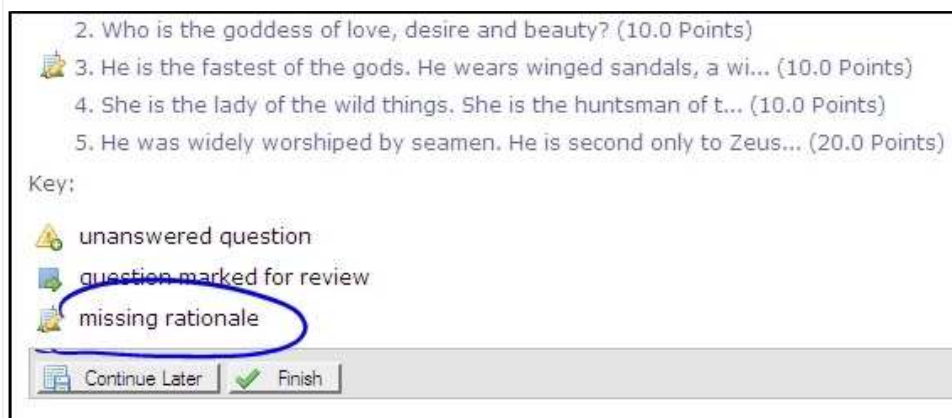 2. Who is the goddess of love, desire and beauty? (10.0 Points)
3. He is the fastest of the gods. He wears winged sandals, a wi... (10.0 Points)
4. She is the lady of the wild things. She is the huntsman of t... (10.0 Points)
5. He was widely worshiped by seamen. He is second only to Zeus... (20.0 Points)
Key:
unanswered question
question marked for review
missing rationale
Continue Later Finish